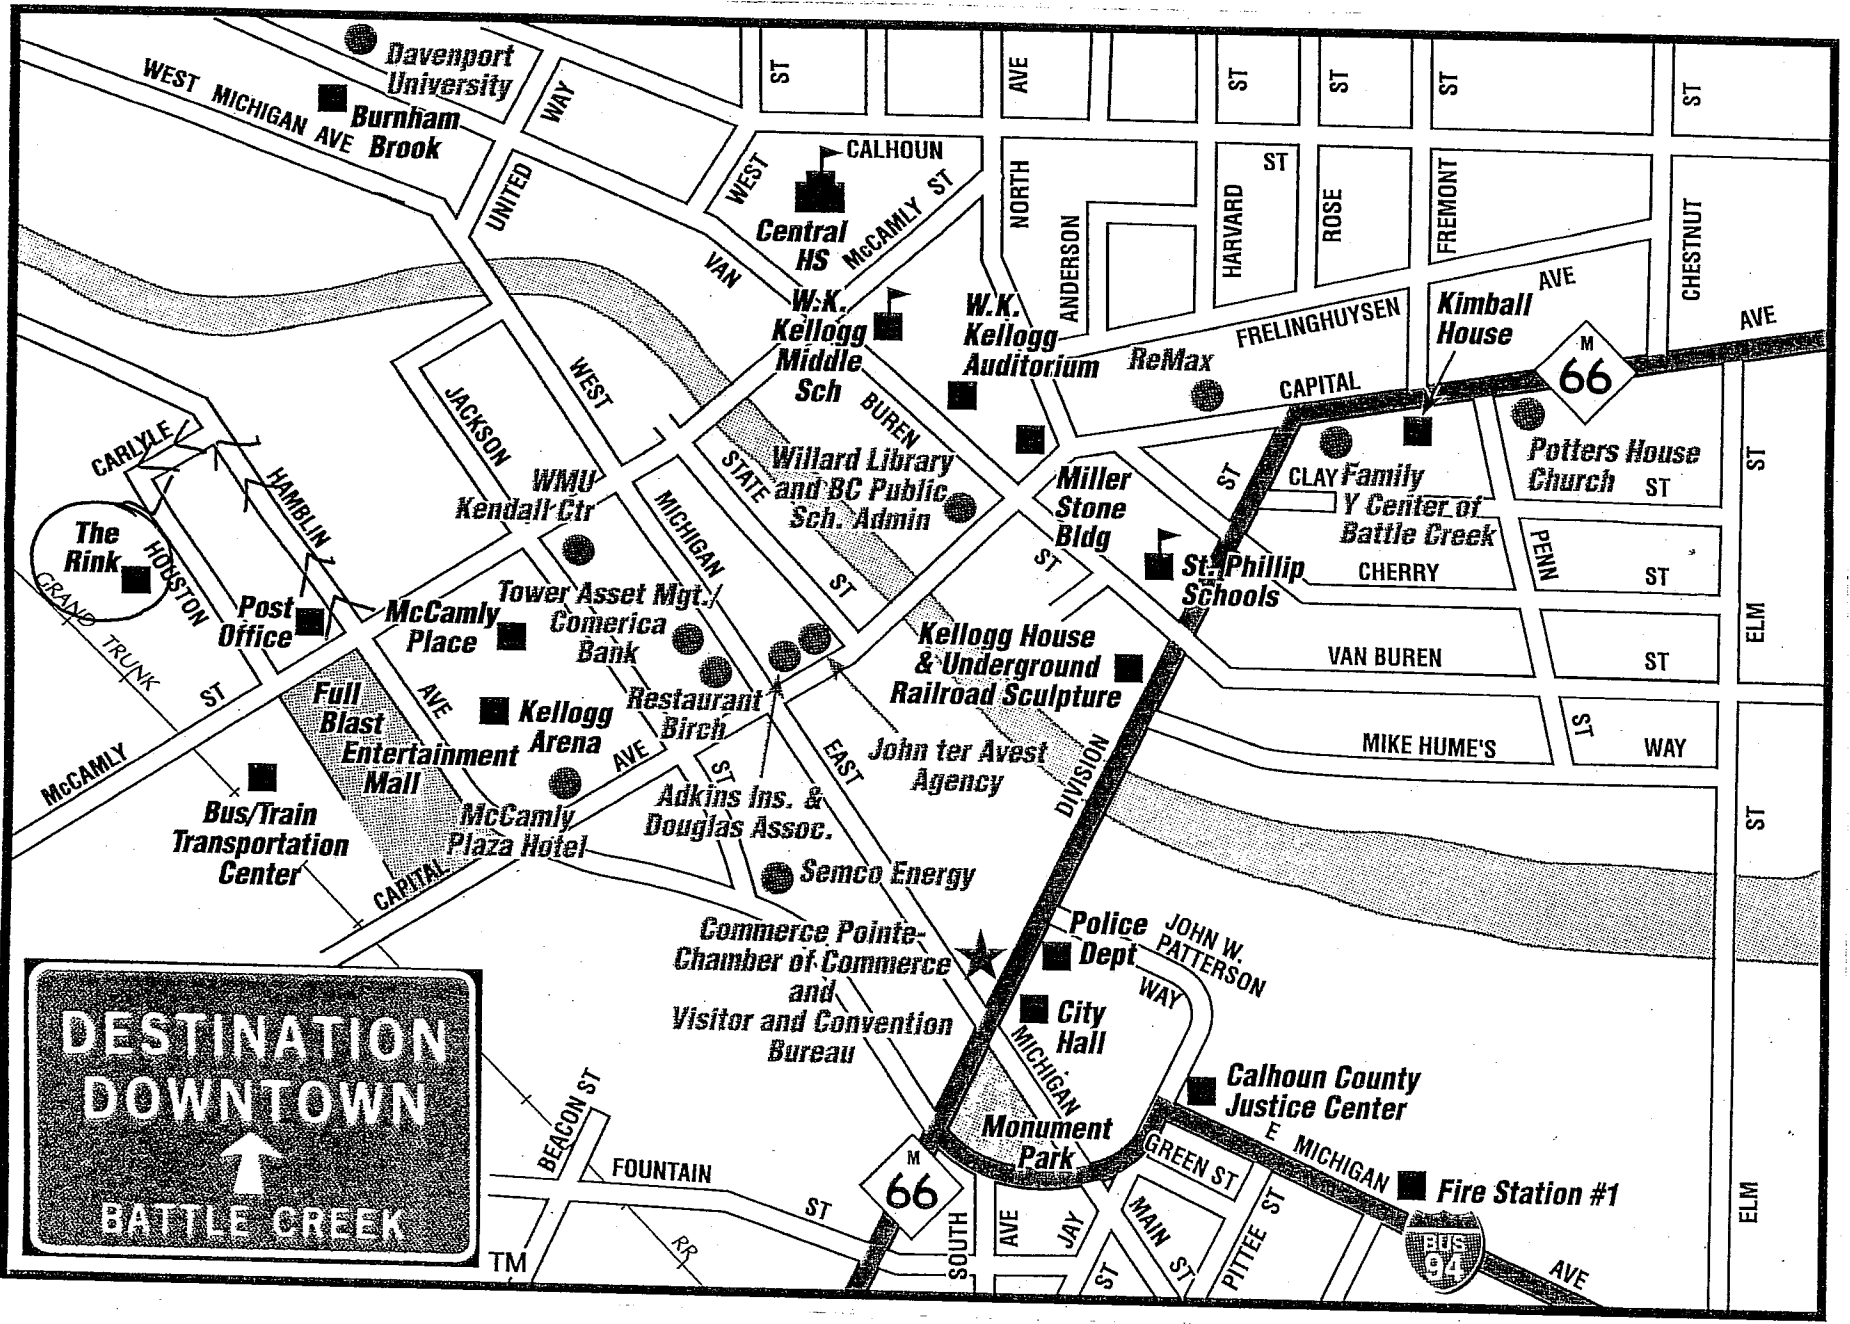 Davenport
University
WEST MICHIGAN AVE
Burnham
Brook
WAY
UNITED
ST
AVE
ST
ST
ST
ST
CALHOUN
ST
WEST
McCAMLY ST
Central
HS
VAN
NORTH
ANDERSON
HARVARD
ROSE
FREMONT
CHESTNUT
W.K.
Kellogg
Middle
Sch
W.K.
Kellogg
Auditorium
ReMax
FRELINGHUYSEN
AVE
Kimball
House
AVE
M
66
CAPITAL
WEST
BUREN
JACKSON
CARLYLE
HAMBLIN
HOUSTON
The
Rink
GRAND TRUNK
WMU
Kendall Ctr
MICHIGAN
STATE
ST
Willard Library
and BC Public
Sch. Admin
Miller
Stone
Bldg
ST
ST
CLAY
Family
Y Center of
Battle Creek
Potters House
Church
ST
ST
PENN
CHERRY
ST
St. Phillip
Schools
Post
Office
McCamly
Place
Tower Asset Mgt./
Comerica
Bank
Kellogg House
& Underground
Railroad Sculpture
VAN BUREN
ST
ELM
ST
McCAMLY
Full
Blast
Entertainment
Mall
AVE
Kellogg
Arena
Restaurant
Birch
AVE
ST
EAST
John ter Avest
Agency
DIVISION
MIKE HUME'S
ST
WAY
ST
Bus/Train
Transportation
Center
McCamly
Plaza Hotel
CAPITAL
Adkins Ins. &
Douglas Assoc.
Semco Energy
Commerce Pointe-
Chamber of Commerce
and
Visitor and Convention
Bureau
Police
Dept
JOHN W.
PATTERSON
WAY
City
Hall
MICHIGAN
Calhoun County
Justice Center
Monument
Park
E MICHIGAN
GREEN ST
Fire Station #1
ELM
DESTINATION
DOWNTOWN
BATTLE CREEK
TM
BEACON ST
FOUNTAIN
ST
RR
M
66
SOUTH
AVE
JAY
ST
MAIN
ST
PITTEE ST
BUS
94
AVE